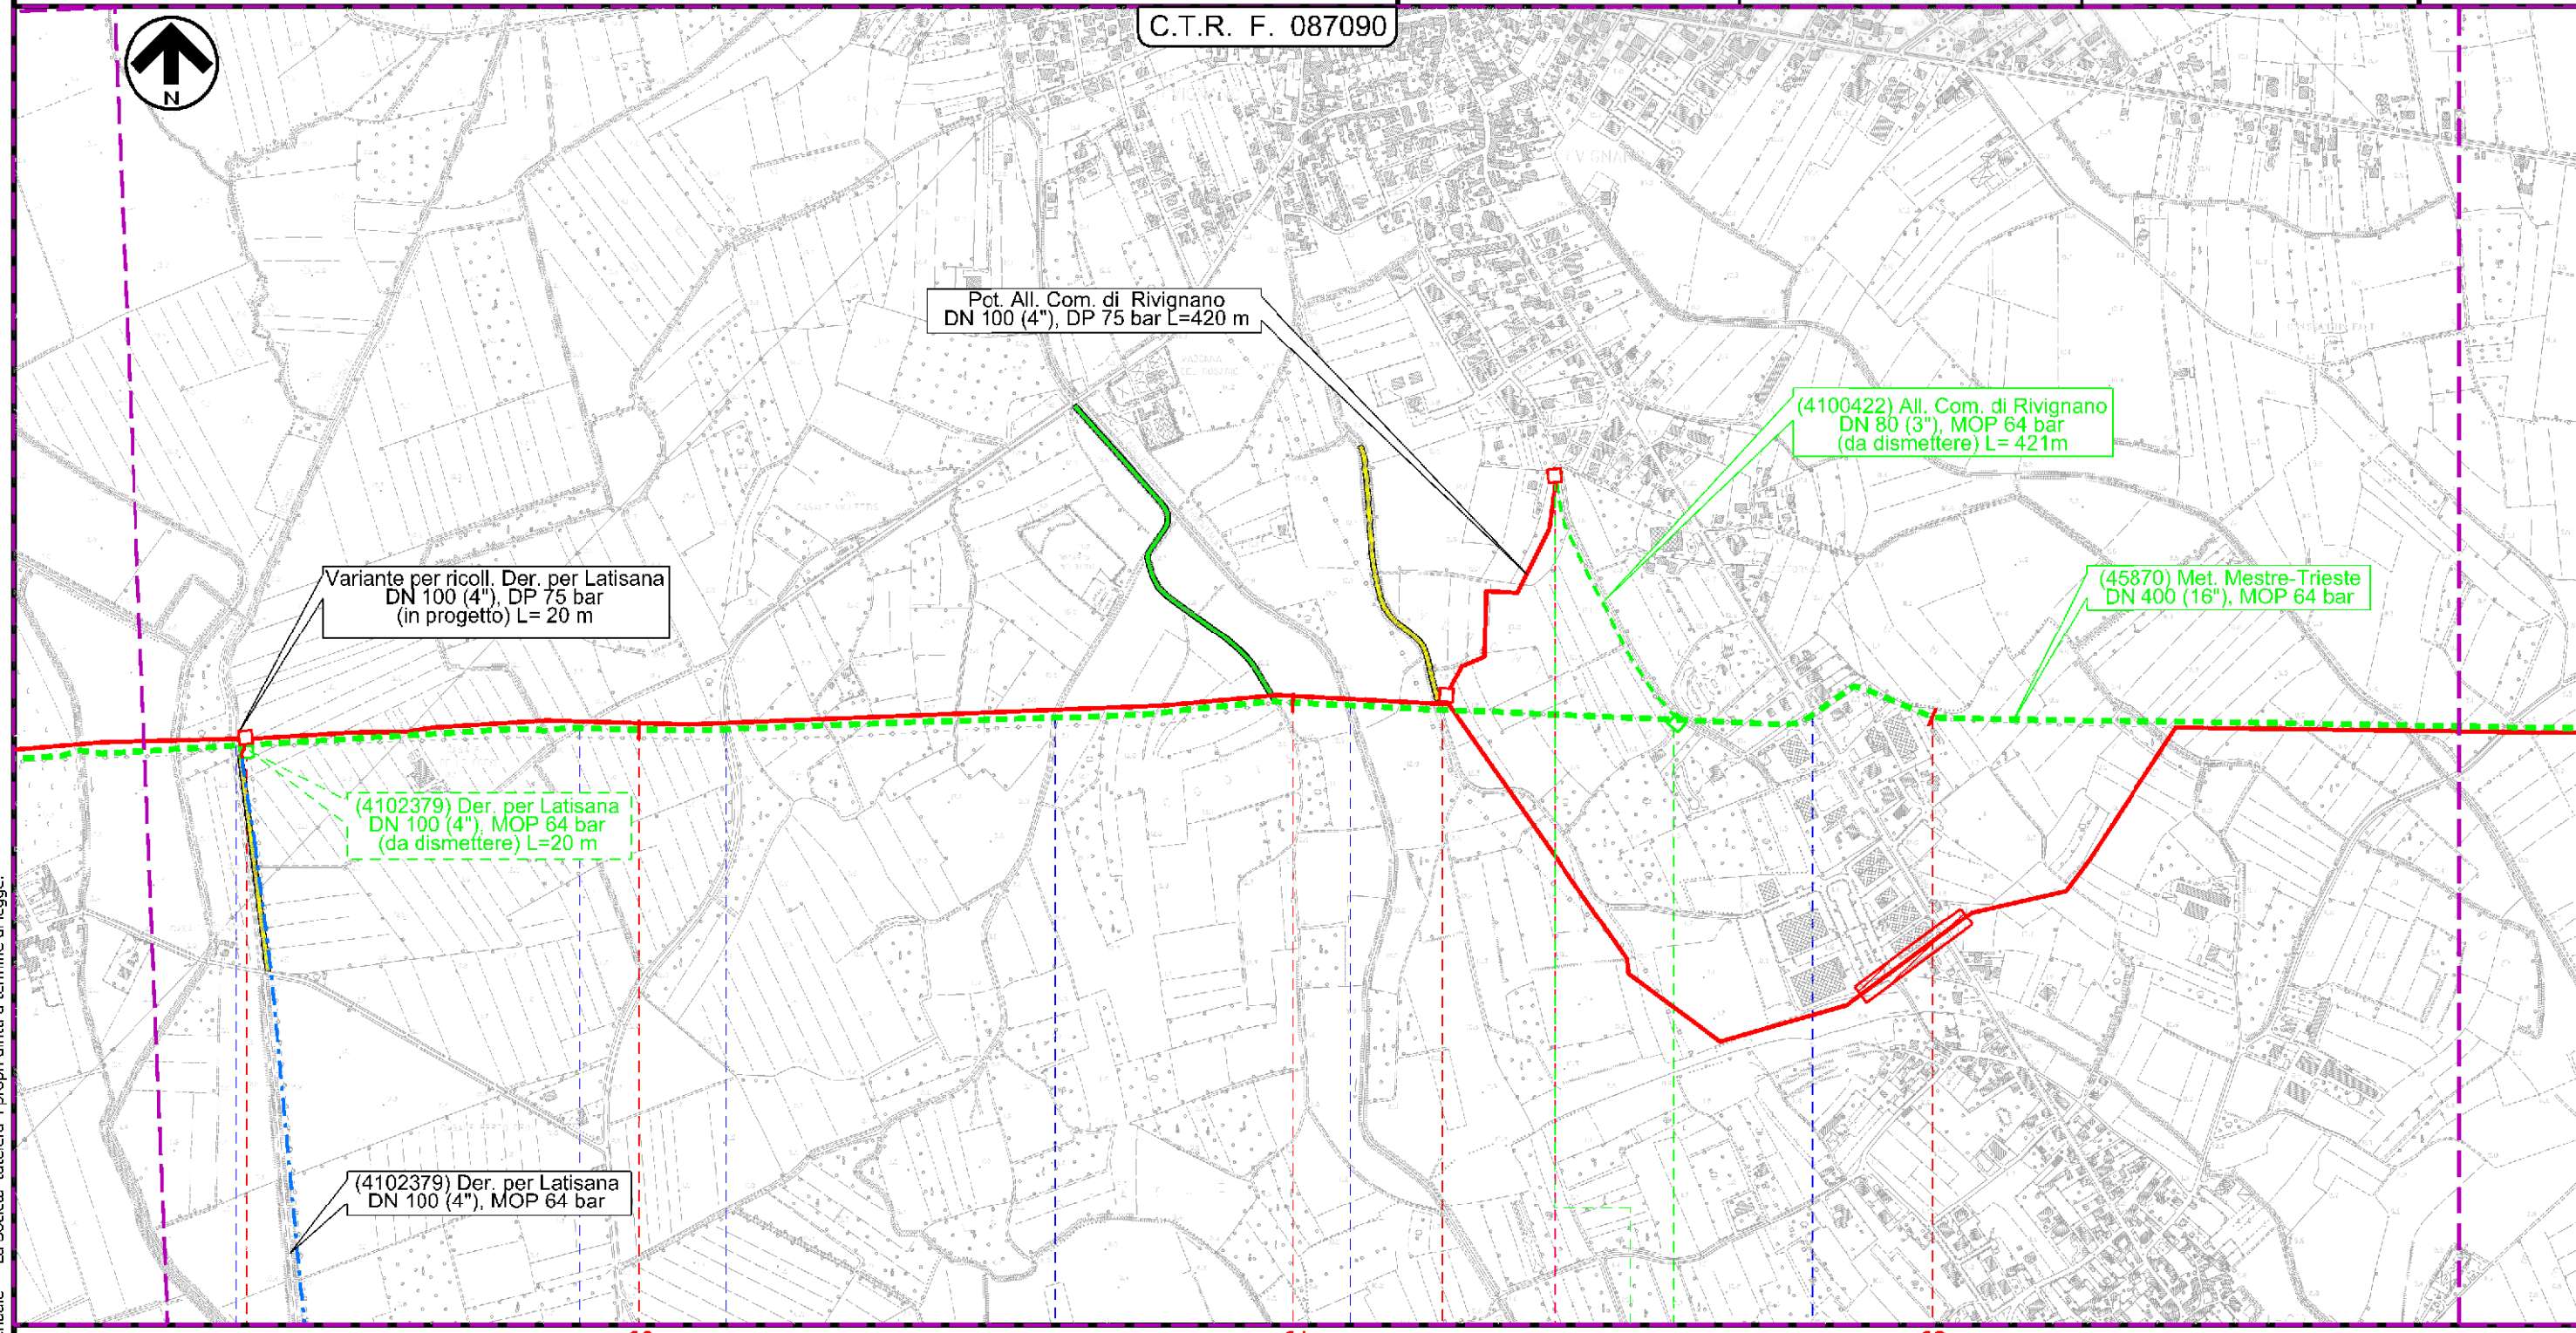 C.T.R. F. 087090
N
Pot. All. Com. di Rivignano
DN 100 (4"), DP 75 bar L=420 m
(4100422) All. Com. di Rivignano
DN 80 (3"), MOP 64 bar
(da dismettere) L= 421m
Variante per ricoll. Der. per Latisana
DN 100 (4"), DP 75 bar
(in progetto) L= 20 m
(45870) Met. Mestre-Trieste
DN 400 (16"), MOP 64 bar
(4102379) Der. per Latisana
DN 100 (4"), MOP 64 bar
(da dismettere) L=20 m
(4102379) Der. per Latisana
DN 100 (4"), MOP 64 bar